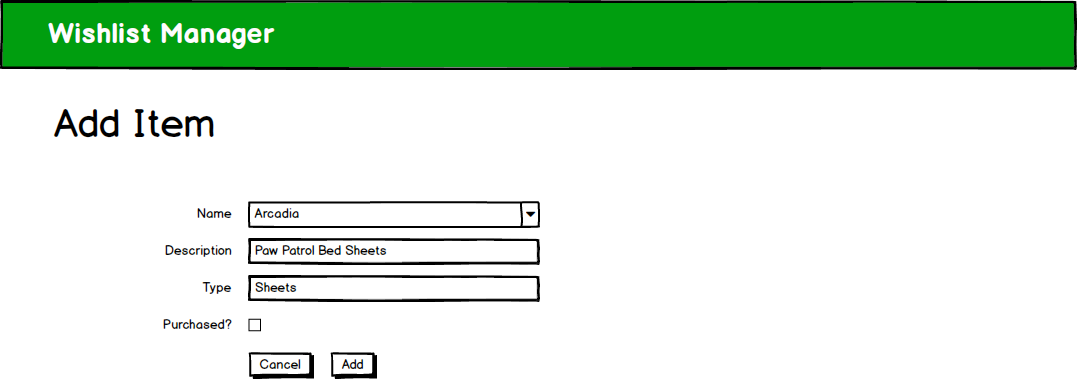 Wishlist Manager
Add Item
Name Arcadia
Description Paw Patrol Bed Sheets
Type Sheets
Purchased?
Cancel Add